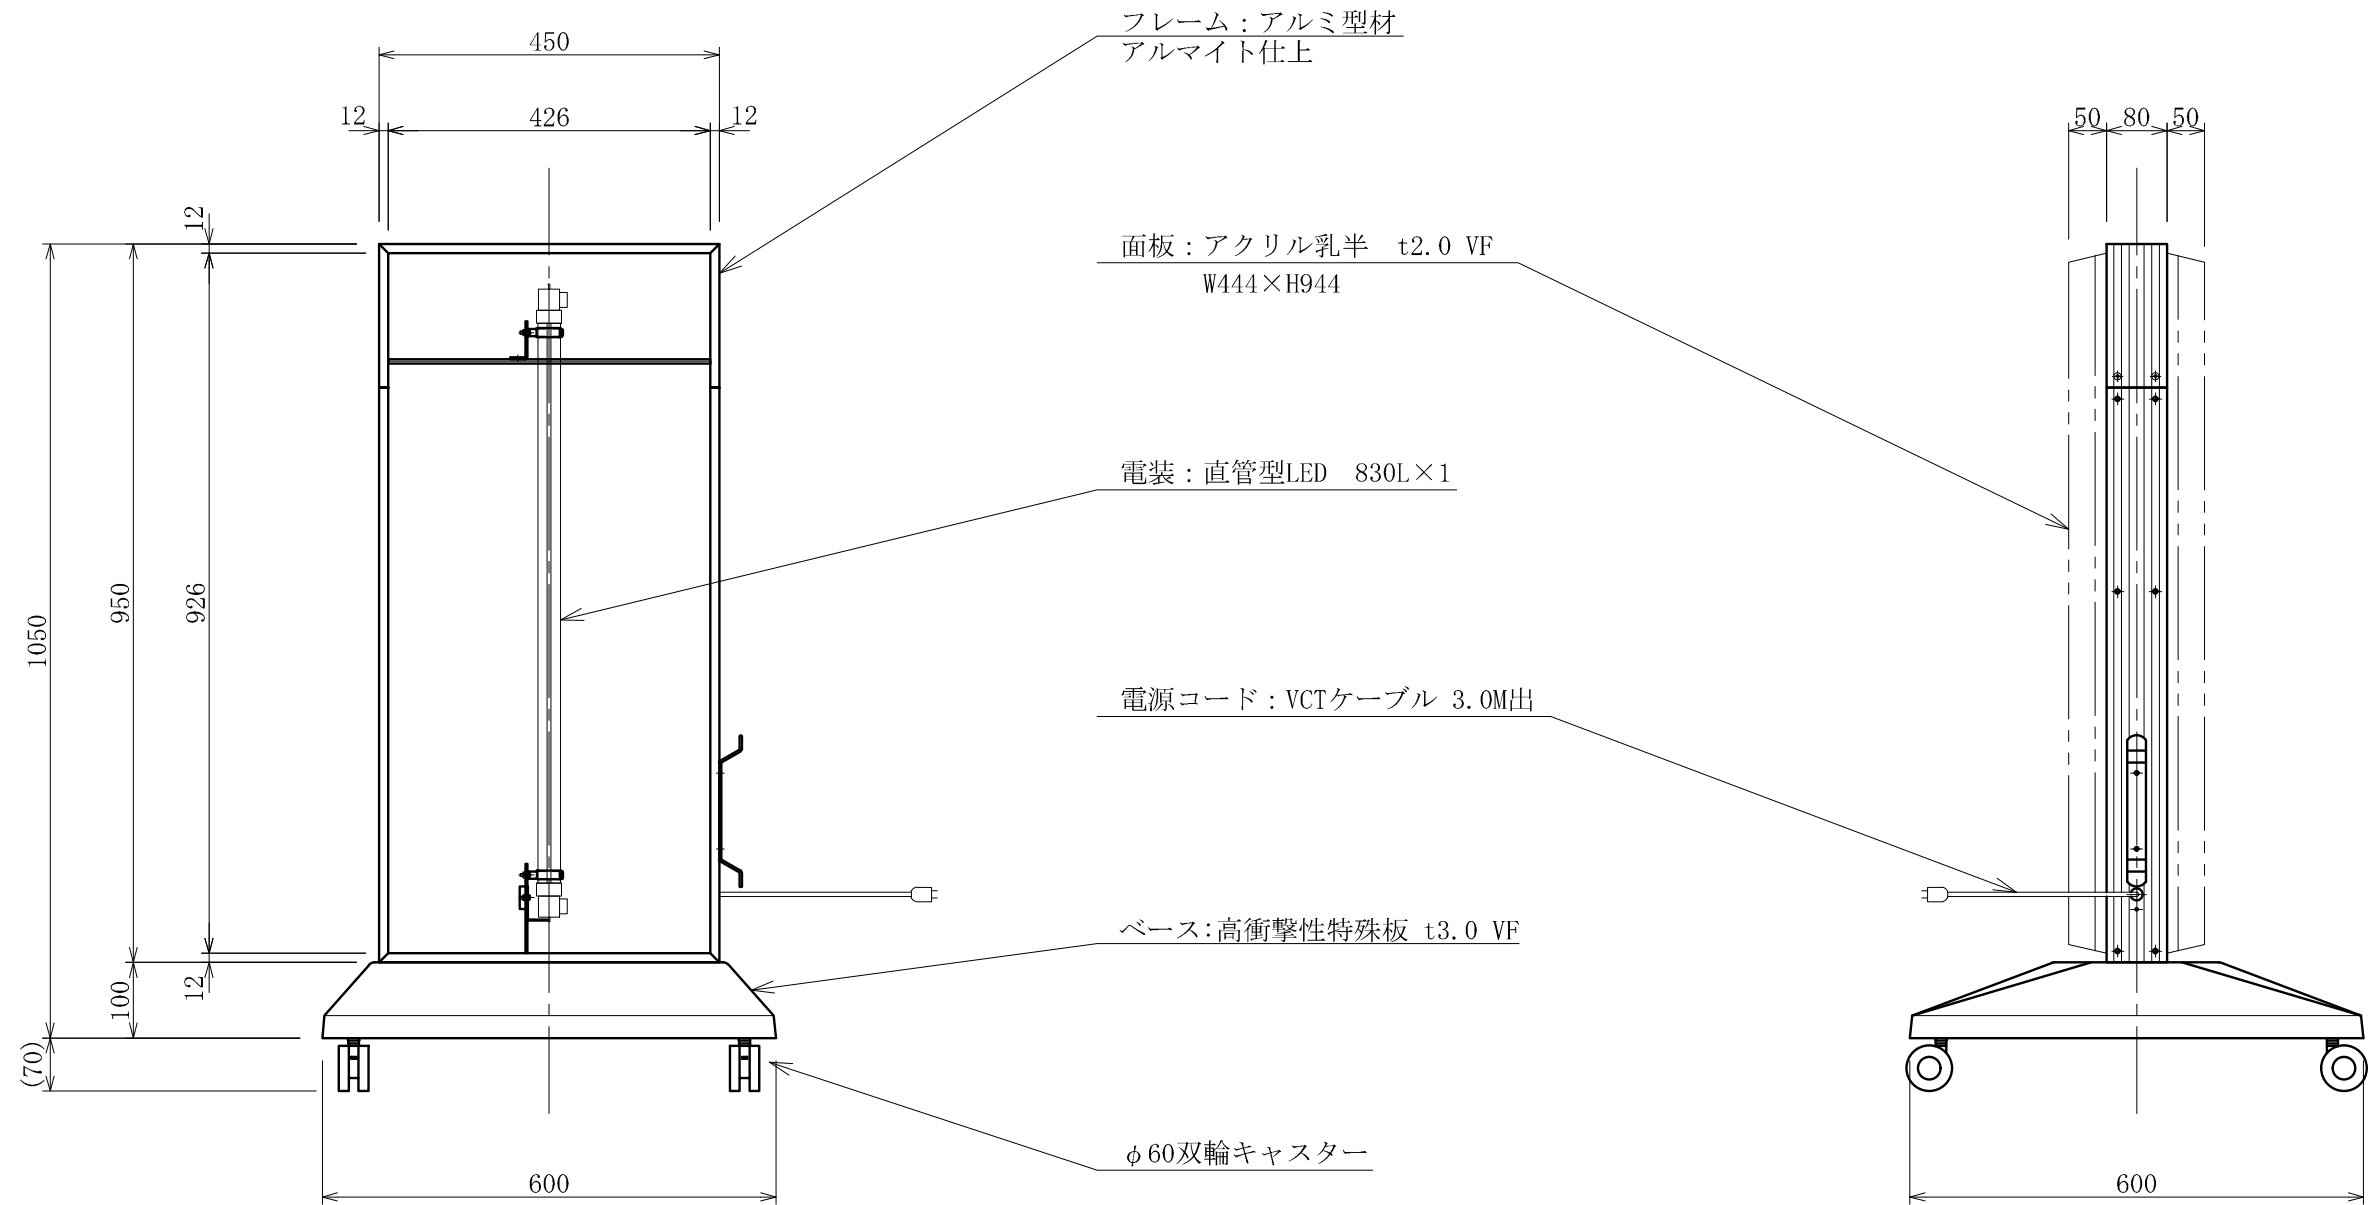 フレーム：アルミ型材
アルマイト仕上
450
12
426
12
50
80
50
12
面板：アクリル乳半　t2.0 VF
W444×H944
電装：直管型LED　830L×1
1050
950
926
電源コード：VCTケーブル 3.0M出
ベース：高衝撃性特殊板 t3.0 VF
100
12
(70)
φ60双輪キャスター
600
600